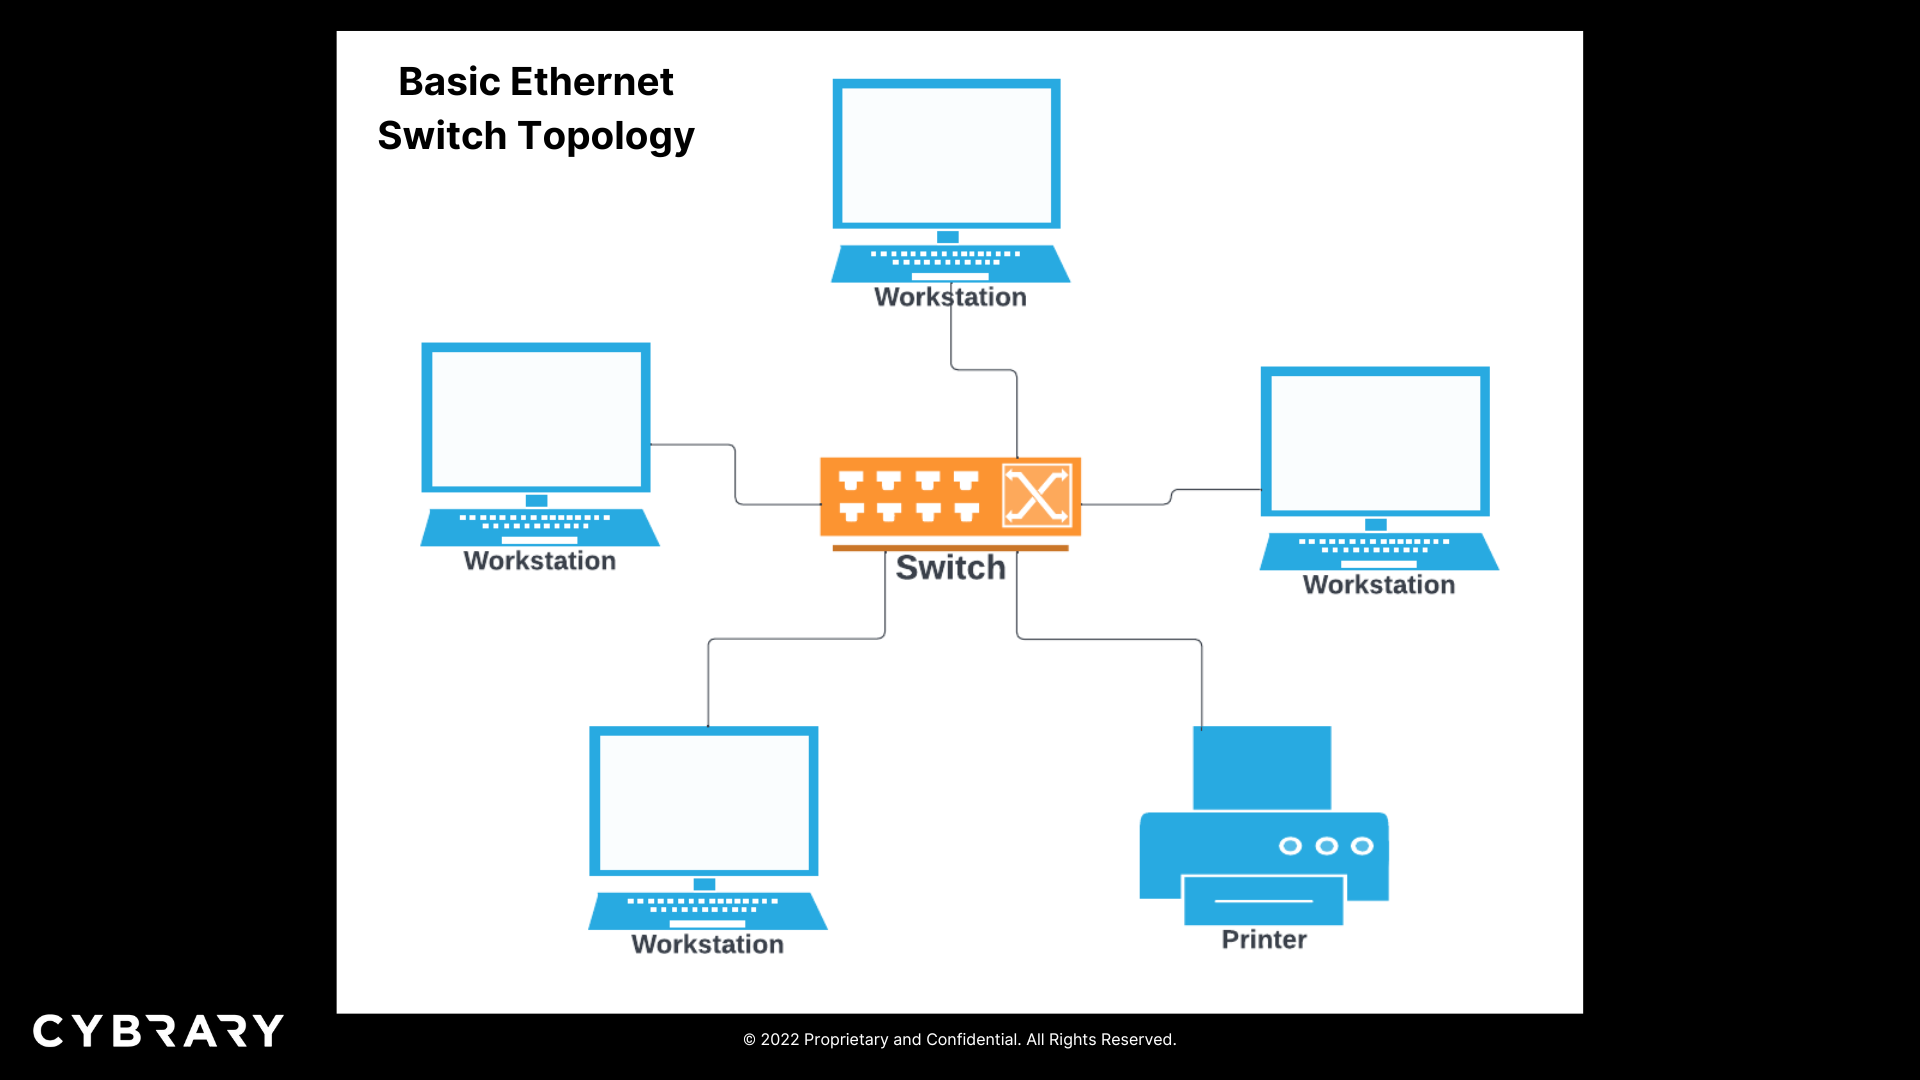 Basic Ethernet
Switch Topology
Workstation
Workstation
Workstation
Switch
Workstation
Printer
CYBRARY
© 2022 Proprietary and Confidential. All Rights Reserved.